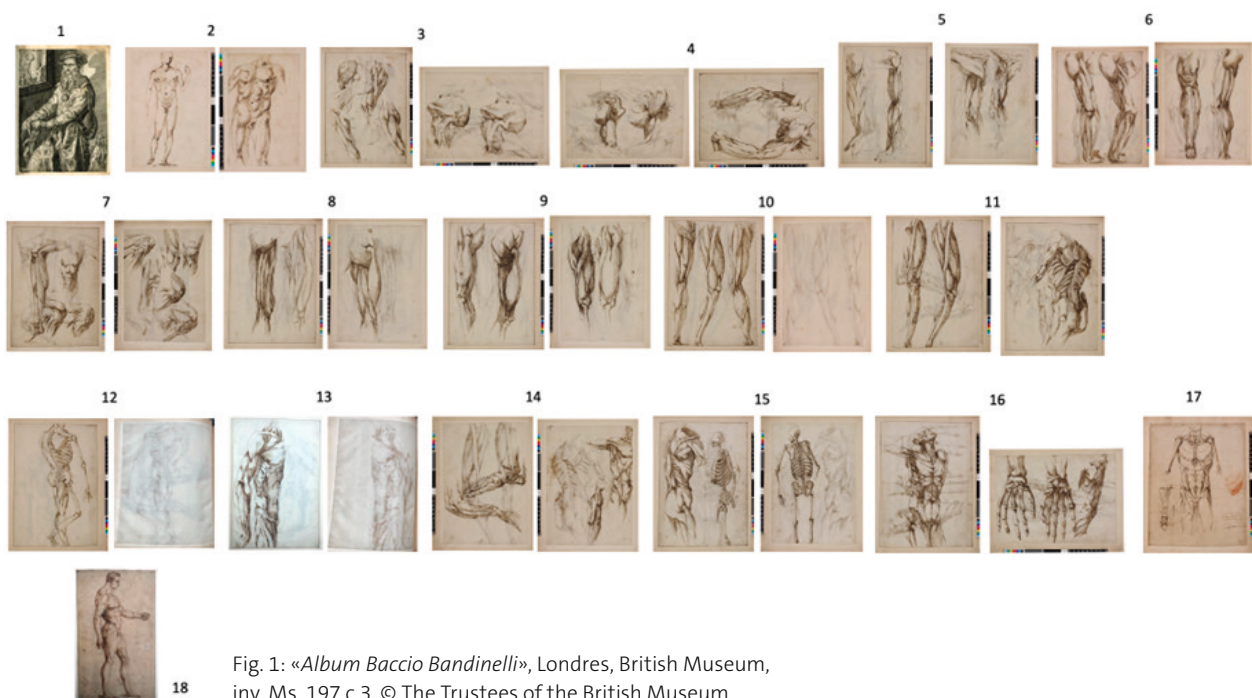 1 2 3 4 5 6
7 8 9 10 11
12 13 14 15 16 17
18
Fig. 1: «Album Baccio Bandinelli», Londres, British Museum,
inv. Ms. 197 c 3. © The Trustees of the British Museum